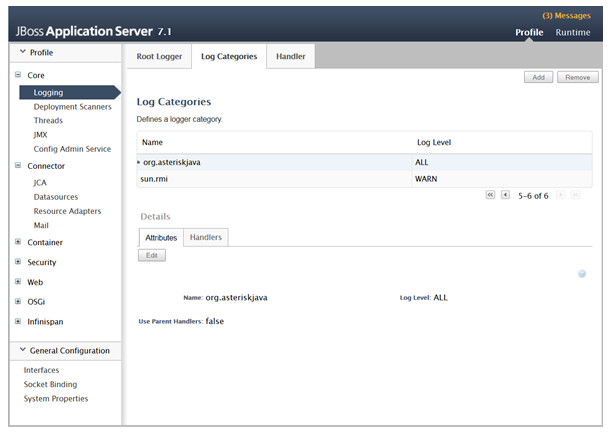 (3) Messages
JBoss Application Server 7.1
Profile Runtime
Profile
Core
Logging
Deployment Scanners
Threads
JMX
Config Admin Service
Connector
JCA
Datasources
Resource Adapters
Mail
Container
Security
Web
OSGi
Infinispan
General Configuration
Interfaces
Socket Binding
System Properties
Root Logger Log Categories Handler
Add Remove
Log Categories
Defines a logger category.
Name Log Level
org.asteriskjava ALL
sun.rmi WARN
5-6 of 6
Details
Attributes Handlers
Edit
Name: org.asteriskjava Log Level: ALL
Use Parent Handlers: false